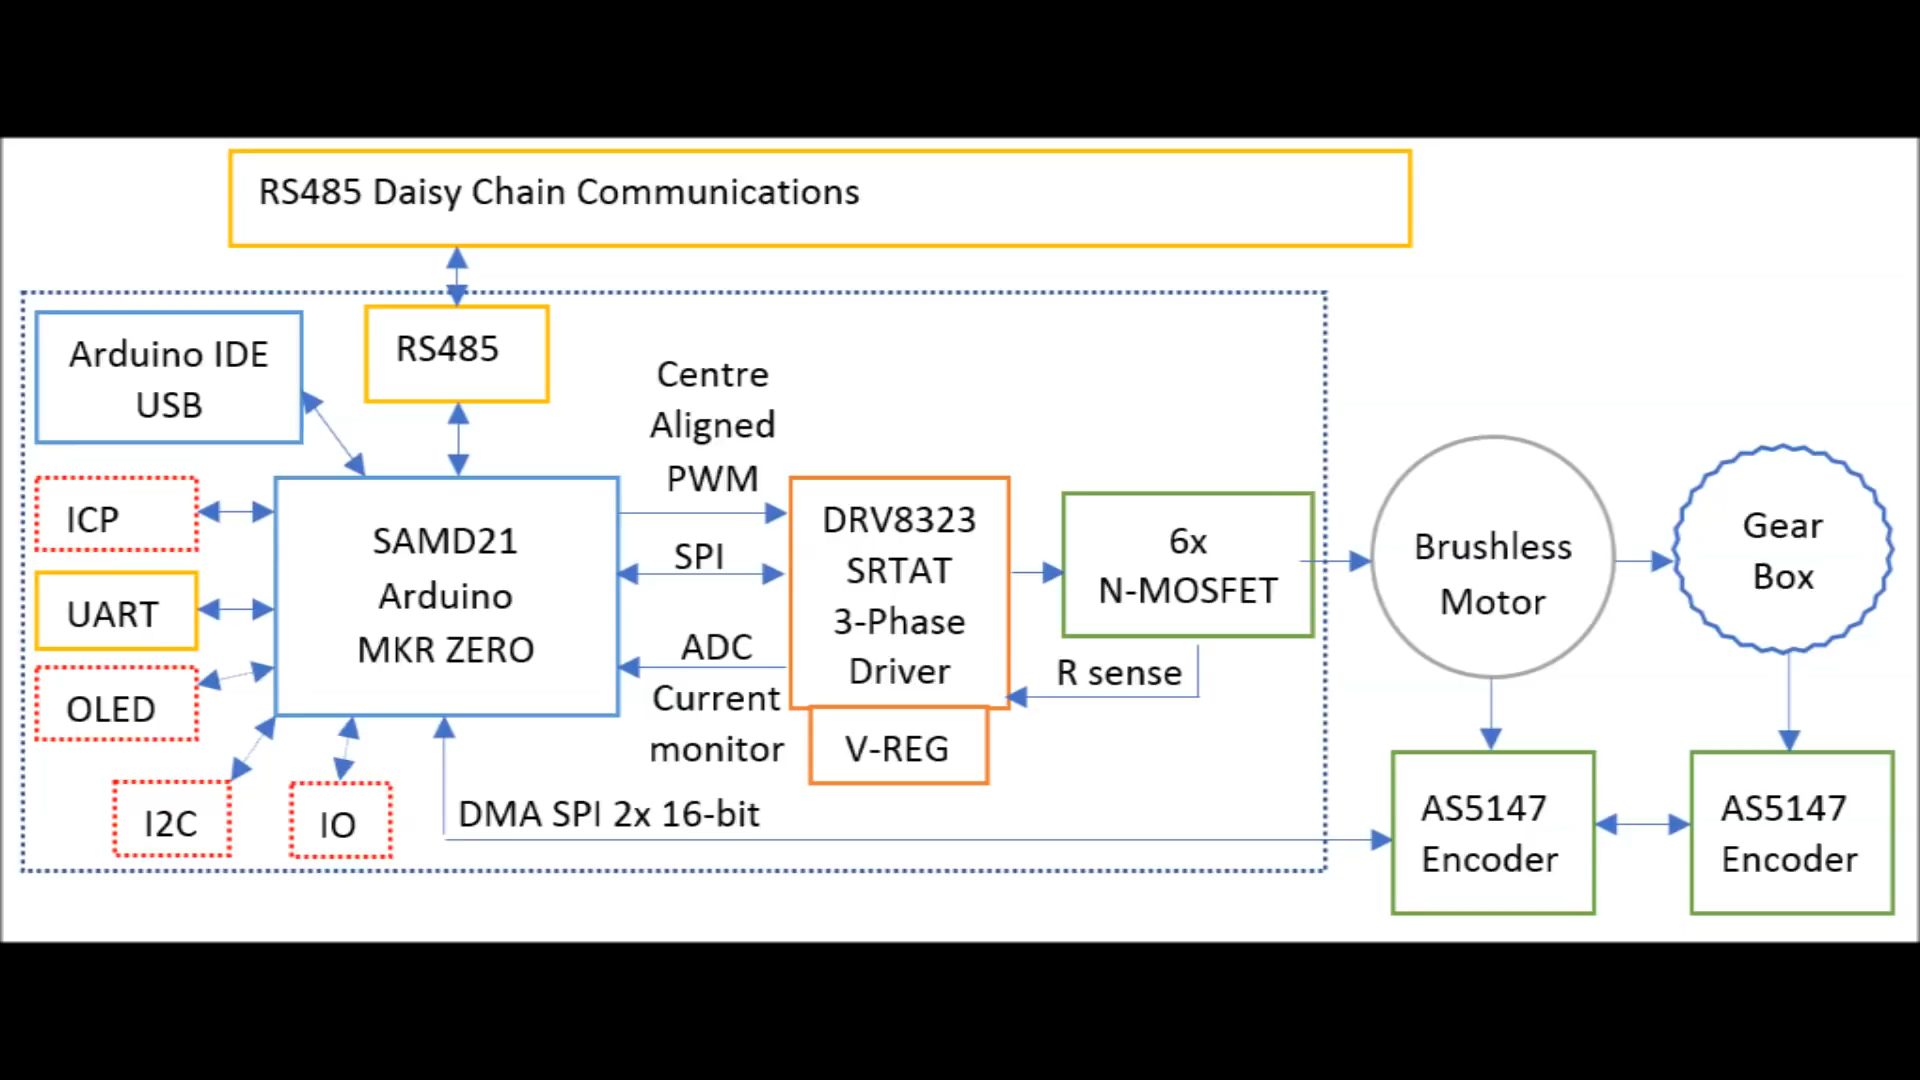 RS485 Daisy Chain Communications
Arduino IDE
USB
RS485
Centre
Aligned
PWM
ICP
UART
OLED
I2C
IO
SAMD21
Arduino
MKR ZERO
SPI
ADC
Current
monitor
DMA SPI 2x 16-bit
DRV8323
SRTAT
3-Phase
Driver
V-REG
6x
N-MOSFET
R sense
Brushless
Motor
Gear
Box
AS5147
Encoder
AS5147
Encoder